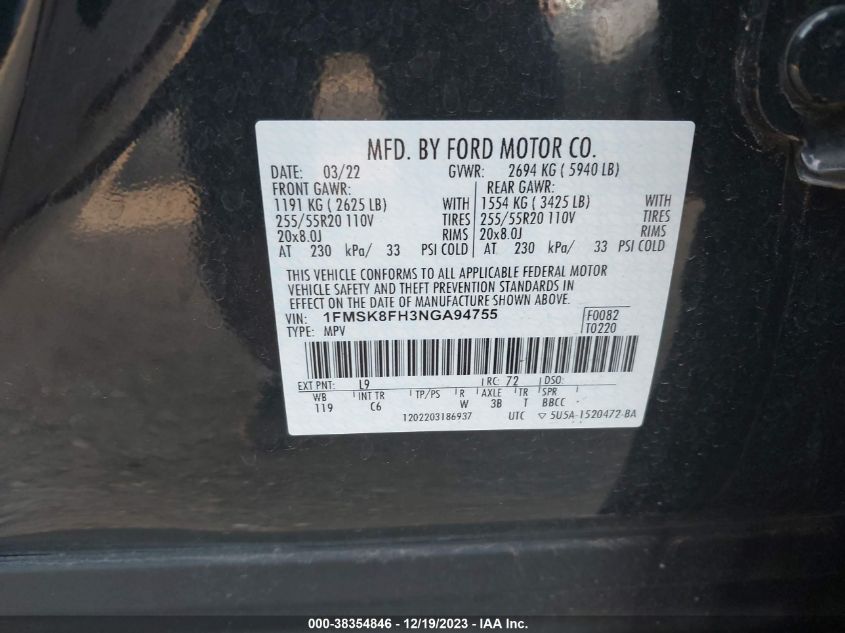 MFD. BY FORD MOTOR CO.
DATE: 03/22 GVWR: 2694 KG ( 5940 LB)
FRONT GAWR: REAR GAWR:
1191 KG ( 2625 LB) WITH 1554 KG ( 3425 LB) WITH
255/55R20 110V TIRES 255/55R20 110V TIRES
20x8.0J RIMS 20x8.0J RIMS
AT 230 kPa/ 33 PSI COLD AT 230 kPa/ 33 PSI COLD
THIS VEHICLE CONFORMS TO ALL APPLICABLE FEDERAL MOTOR
VEHICLE SAFETY AND THEFT PREVENTION STANDARDS IN
EFFECT ON THE DATE OF MANUFACTURE SHOWN ABOVE.
VIN: 1FMSK8FH3NGA94755 F0082
TYPE: MPV T0220
EXT PNT: L9 RC: 72 DSO:
WB INT TR TP/PS R AXLE TR SPR
119 C6 W 3B T BBCC
1202203186937 UTC ▽ 5U5A-1520472-BA
000-38354846 - 12/19/2023 - IAA Inc.